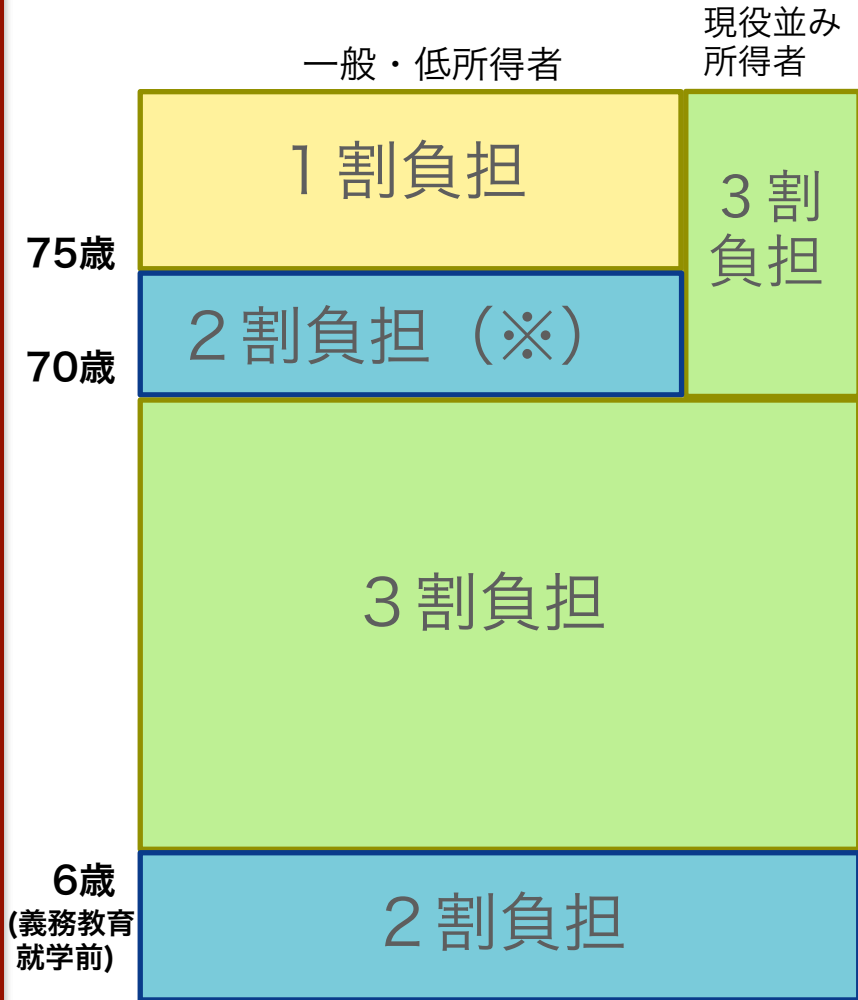 一般・低所得者
現役並み
所得者
１割負担
３割
負担
75歳
２割負担（※）
70歳
３割負担
6歳
(義務教育
就学前)
２割負担